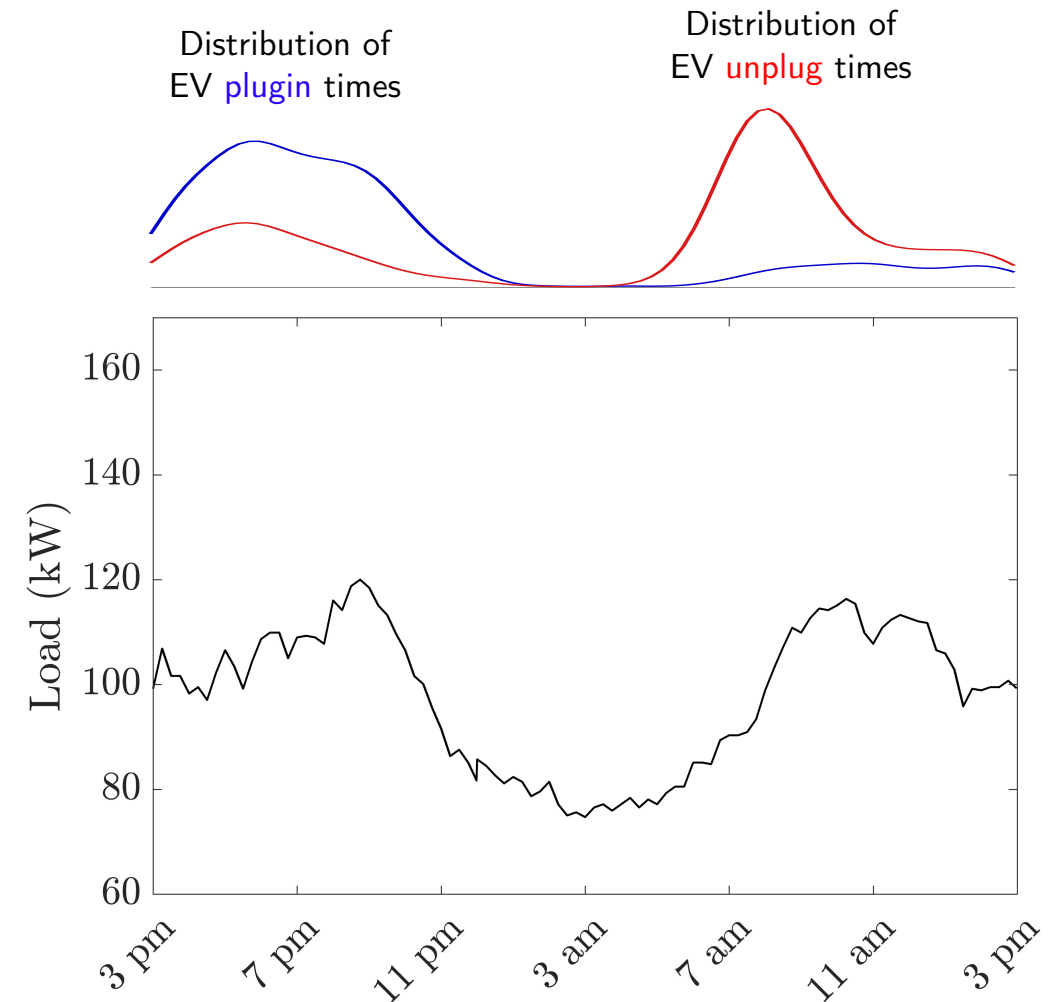 Distribution of
EV plugin times
Distribution of
EV unplug times
160
140
120
100
80
60
Load (kW)
3 pm
7 pm
11 pm
3 am
7 am
11 am
3 pm